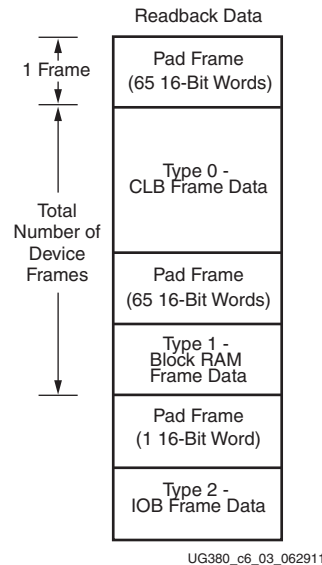 Readback Data
1 Frame
Pad Frame
(65 16-Bit Words)
Type 0 -
CLB Frame Data
Total
Number of
Device
Frames
Pad Frame
(65 16-Bit Words)
Type 1 -
Block RAM
Frame Data
Pad Frame
(1 16-Bit Word)
Type 2 -
IOB Frame Data
UG380_c6_03_062911